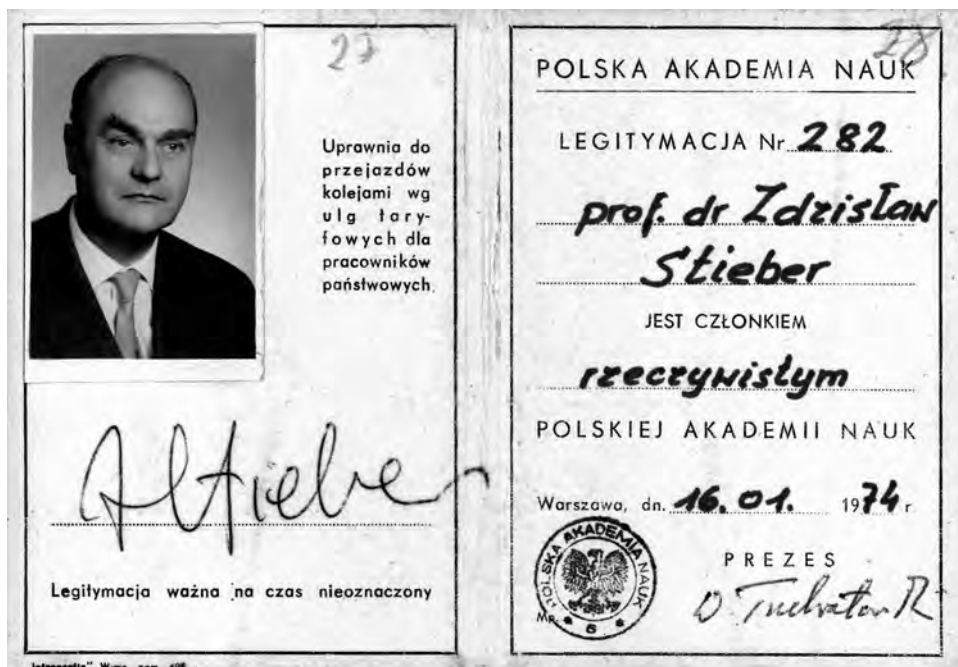 27
Uprawnia do
przejazdów
kolejami wg
ulg tary-
fowych dla
pracowników
państwowych.
Legitymacja ważna na czas nieoznaczony
28
POLSKA AKADEMIA NAUK
LEGITYMACJA Nr 282
prof. dr Zdzisław
Stieber
JEST CZŁONKIEM
rzeczywistym
POLSKIEJ AKADEMII NAUK
Warszawa, dn. 16. 01. 1974 r.
PREZES
POLSKA AKADEMIA NAUK
* 6 *
Mp.